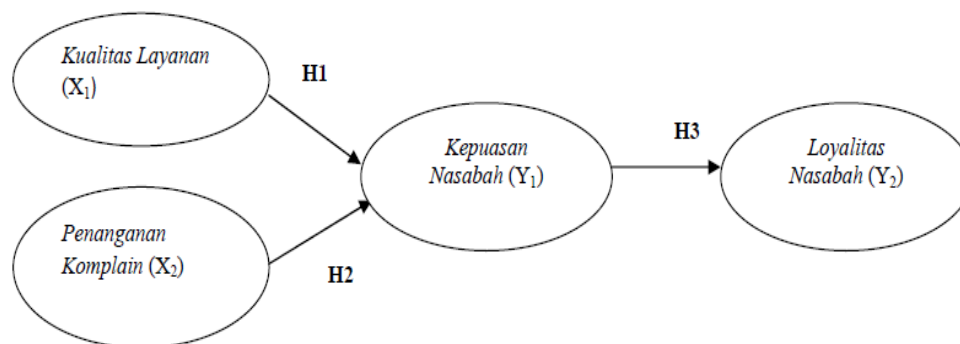 Kualitas Layanan
(X₁)
H1
Kepuasan
Nasabah (Y₁)
H3
Loyalitas
Nasabah (Y₂)
Penanganan
Komplain (X₂)
H2